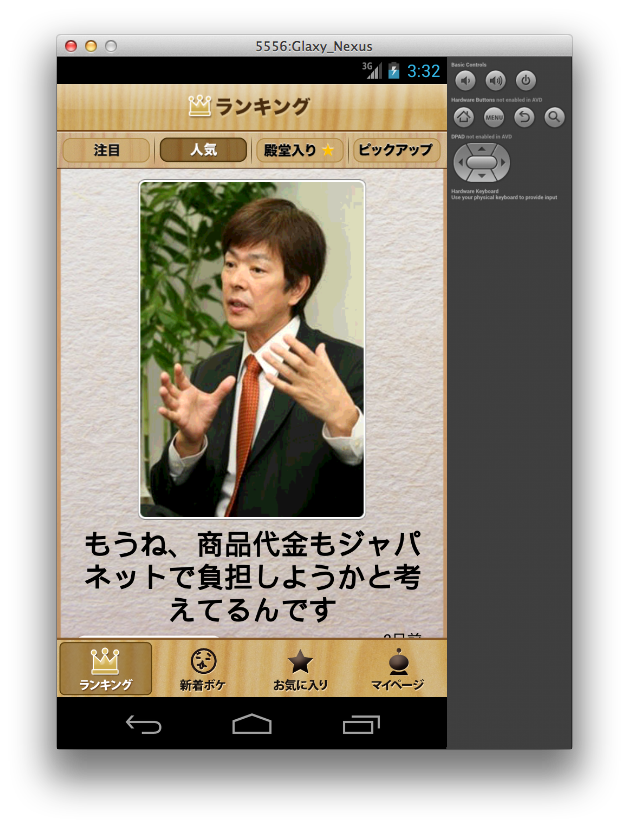 5556:Glaxy_Nexus
3G
3:32
ランキング
注目
人気
殿堂入り
ピックアップ
もうね、商品代金もジャパ
ネットで負担しようかと考
えてるんです
ランキング
新着ボケ
お気に入り
マイページ
Basic Controls
Hardware Buttons not enabled in AVD
MENU
DPAD not enabled in AVD
Hardware Keyboard
Use your physical keyboard to provide input